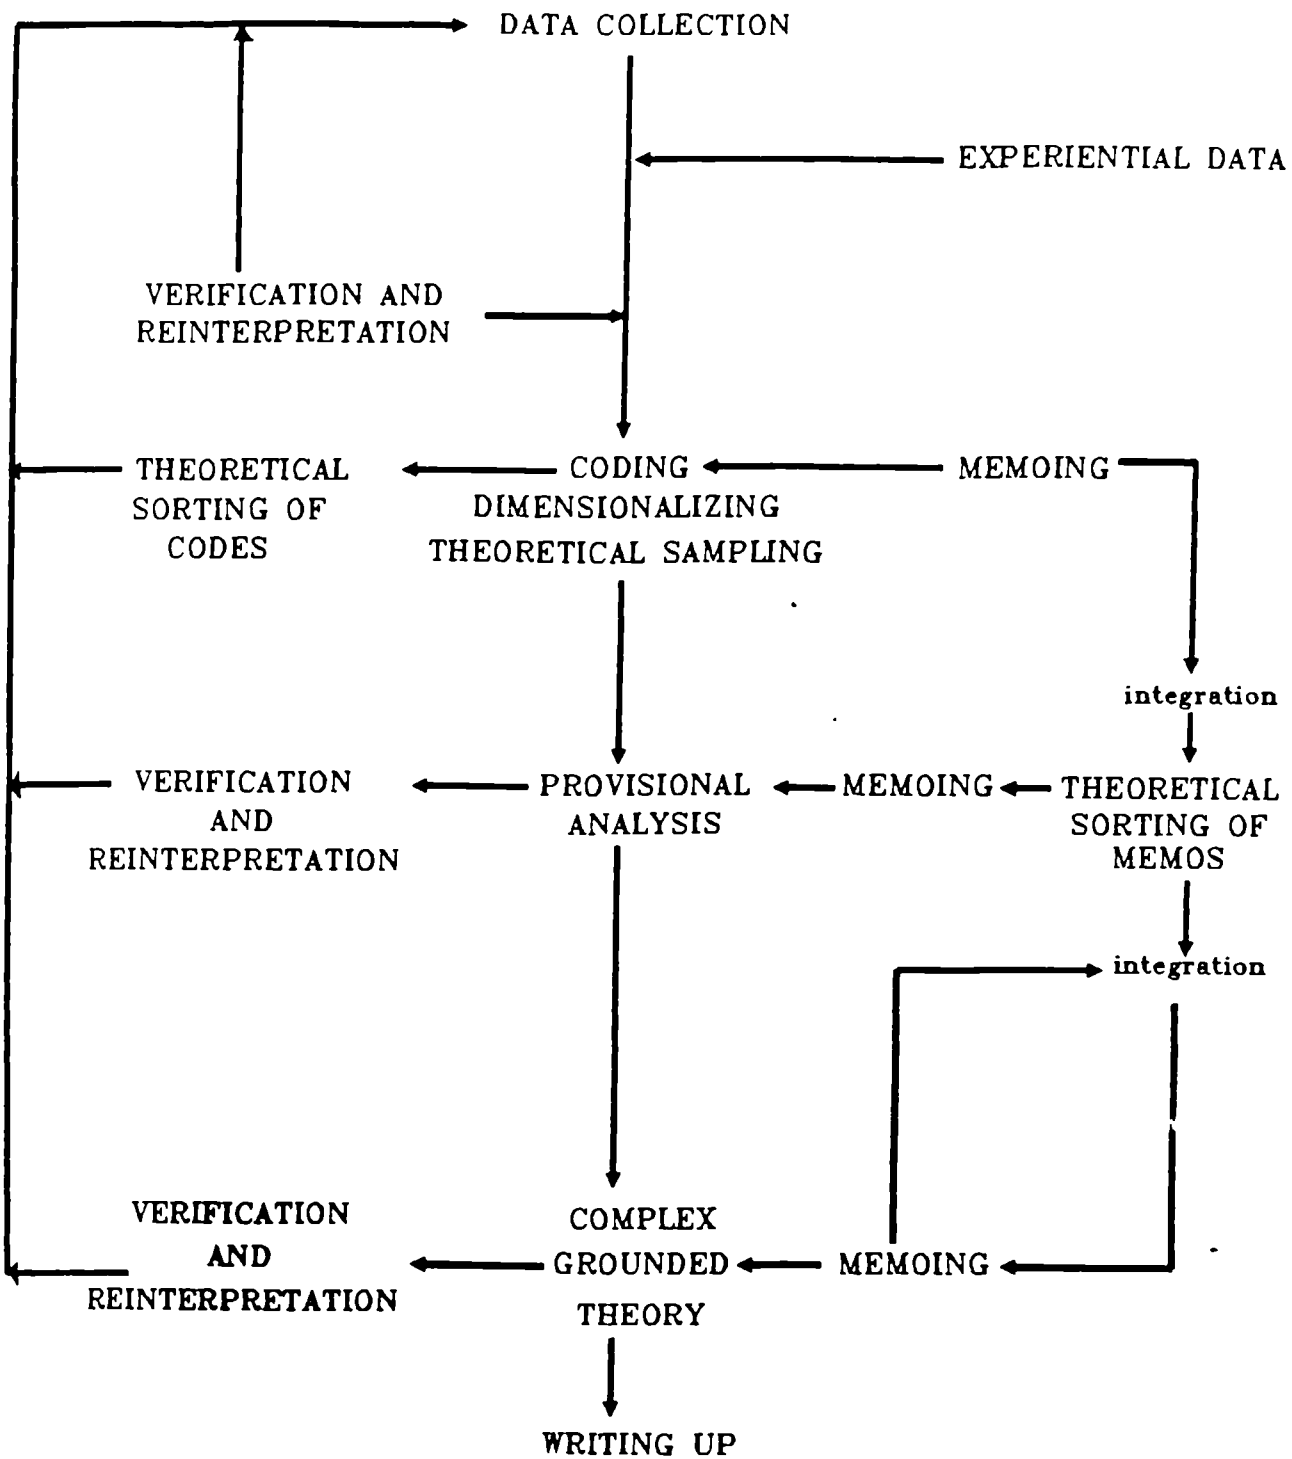 DATA COLLECTION
EXPERIENTIAL DATA
VERIFICATION AND
REINTERPRETATION
THEORETICAL
SORTING OF
CODES
CODING
DIMENSIONALIZING
THEORETICAL SAMPLING
MEMOING
integration
VERIFICATION
AND
REINTERPRETATION
PROVISIONAL
ANALYSIS
MEMOING
THEORETICAL
SORTING OF
MEMOS
integration
VERIFICATION
AND
REINTERPRETATION
COMPLEX
GROUNDED
THEORY
MEMOING
WRITING UP